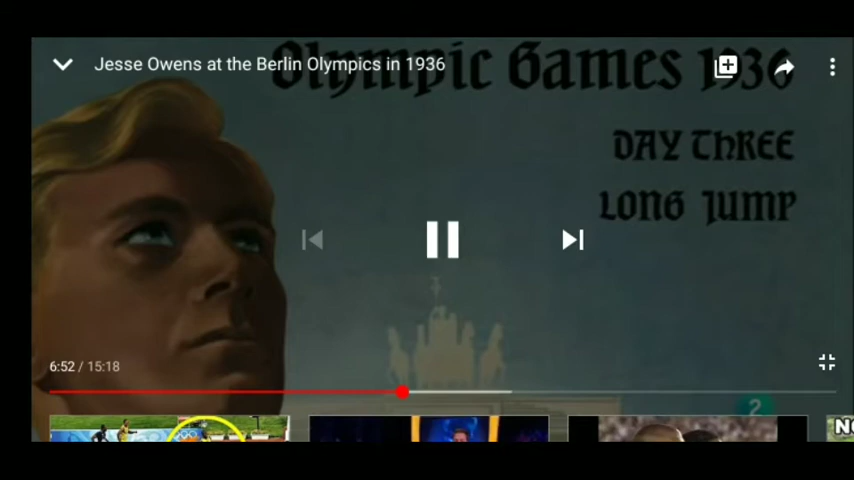 Jesse Owens at the Berlin Olympics in 1936
Olympic Games 1936
DAY THREE
LONG JUMP
6:52 / 15:18
2